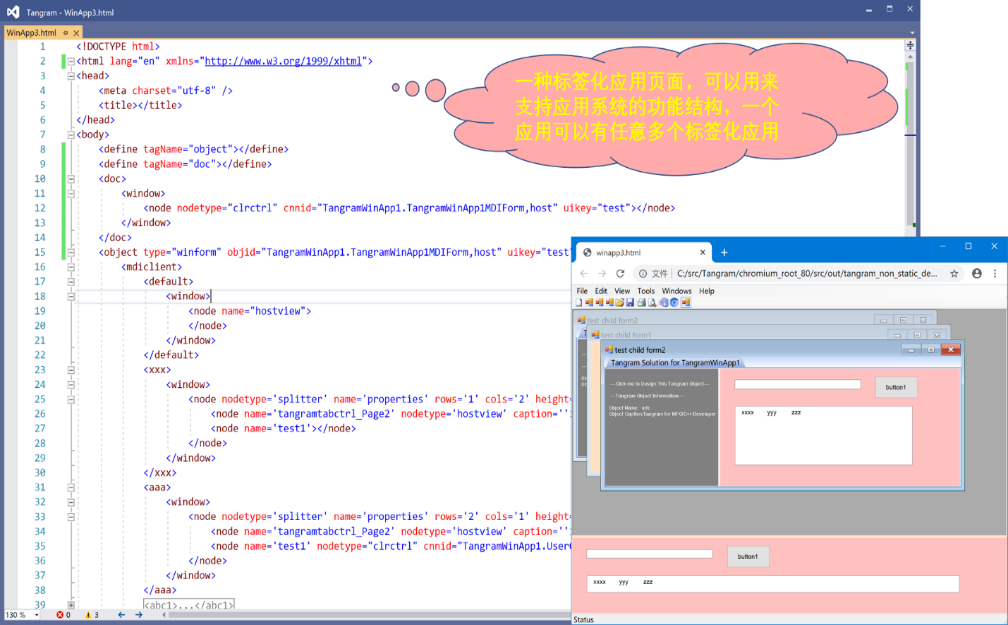 Tangram - WinApp3.html
WinApp3.html
1 <!DOCTYPE html>
2 <html lang="en" xmlns="http://www.w3.org/1999/xhtml">
3 <head>
4 <meta charset="utf-8" />
5 <title></title>
6 </head>
7 <body>
8 <define tagName="object"></define>
9 <define tagName="doc"></define>
10 <doc>
11 <window>
12 <node nodetype="clrctrl" cnnid="TangramWinApp1.TangramWinApp1MDIForm,host" uikey="test"></node>
13 </window>
14 </doc>
15 <object type="winform" objid="TangramWinApp1.TangramWinApp1MDIForm,host" uikey="test
16 <mdiclient>
17 <default>
18 <window>
19 <node name="hostview">
20 </node>
21 </window>
22 </default>
23 <xxx>
24 <window>
25 <node nodetype='splitter' name='properties' rows='1' cols='2' height=
26 <node name='tangramtabctrl_Page2' nodetype='hostview' caption=''
27 <node name='test1'></node>
28 </node>
29 </window>
30 </xxx>
31 <aaa>
32 <window>
33 <node nodetype='splitter' name='properties' rows='2' cols='1' height=
34 <node name='tangramtabctrl_Page2' nodetype='hostview' caption=''
35 <node name='test1' nodetype="clrctrl" cnnid="TangramWinApp1.User
36 </node>
37 </window>
38 </aaa>
39 <abc1>...</abc1>
130 %
0
3
一种标签化应用页面，可以用来
支持应用系统的功能结构，一个
应用可以有任意多个标签化应用
winapp3.html
文件 C:/src/Tangram/chromium_root_80/src/out/tangram_non_static_de...
File Edit View Tools Windows Help
test child form2
test child form1
test child form2
Tangram Solution for TangramWinApp1
---Click me to Design This Tangram Object---
---Tangram Object Information---
Object Name:
Object Caption:Tangram for MFC/C++ Developer
button1
xxxx yyy zzz
button1
xxxx yyy zzz
Status